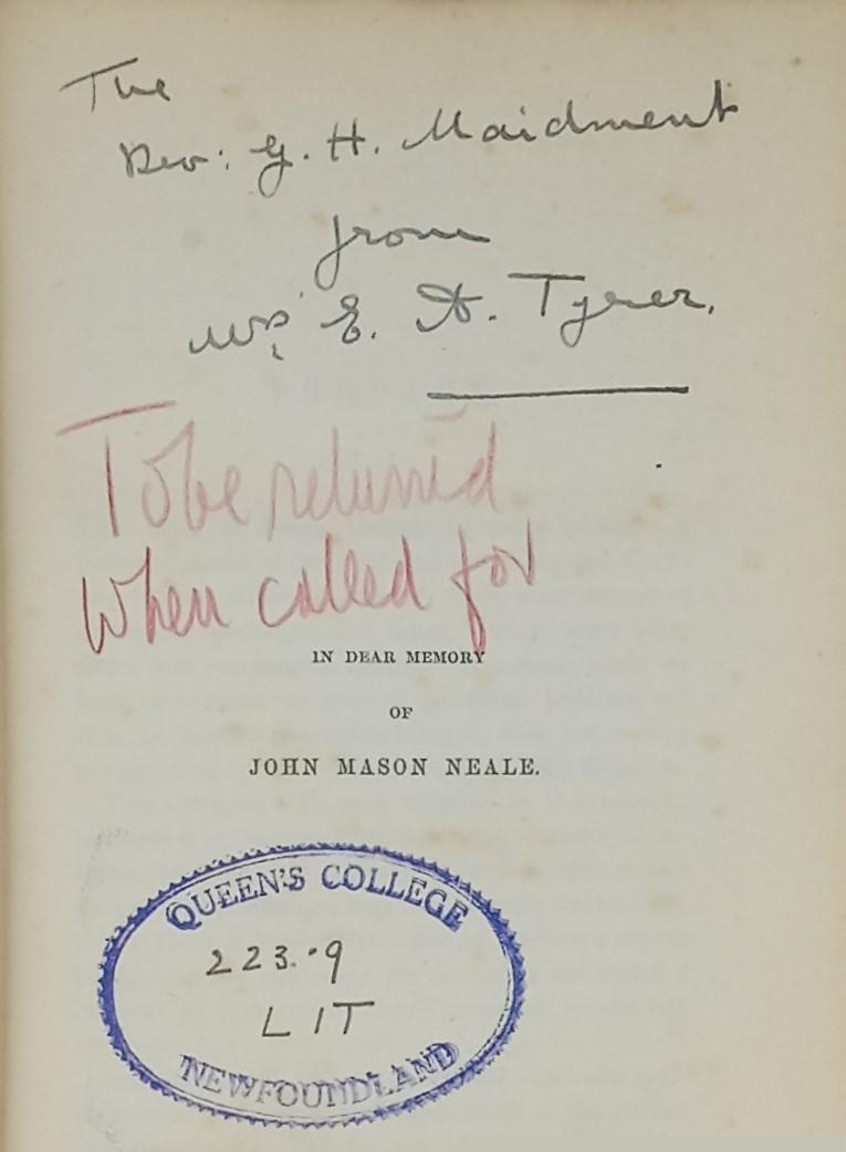 The
Rev: G. H. Maidment
from
Mrs E. A. Tyrer.
To be returned
when called for
IN DEAR MEMORY
OF
JOHN MASON NEALE.
QUEEN'S COLLEGE
223.9
LIT
NEWFOUNDLAND